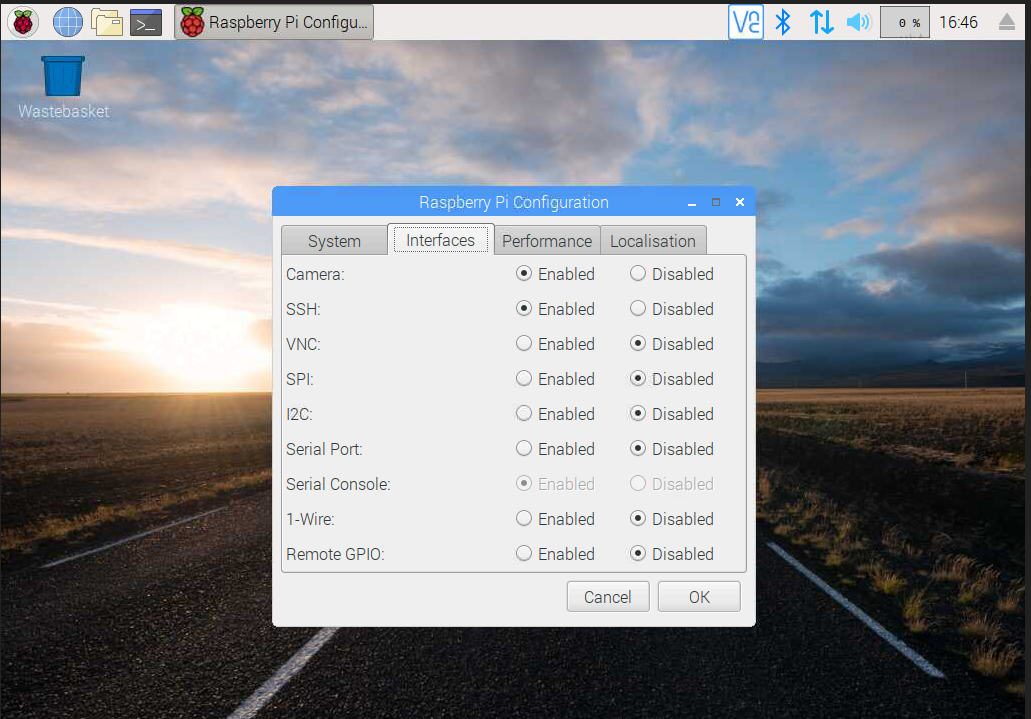 Raspberry Pi Configu...
VNC
0 %
16:46
Wastebasket
Raspberry Pi Configuration
System Interfaces Performance Localisation
Camera: Enabled Disabled
SSH: Enabled Disabled
VNC: Enabled Disabled
SPI: Enabled Disabled
I2C: Enabled Disabled
Serial Port: Enabled Disabled
Serial Console: Enabled Disabled
1-Wire: Enabled Disabled
Remote GPIO: Enabled Disabled
Cancel OK